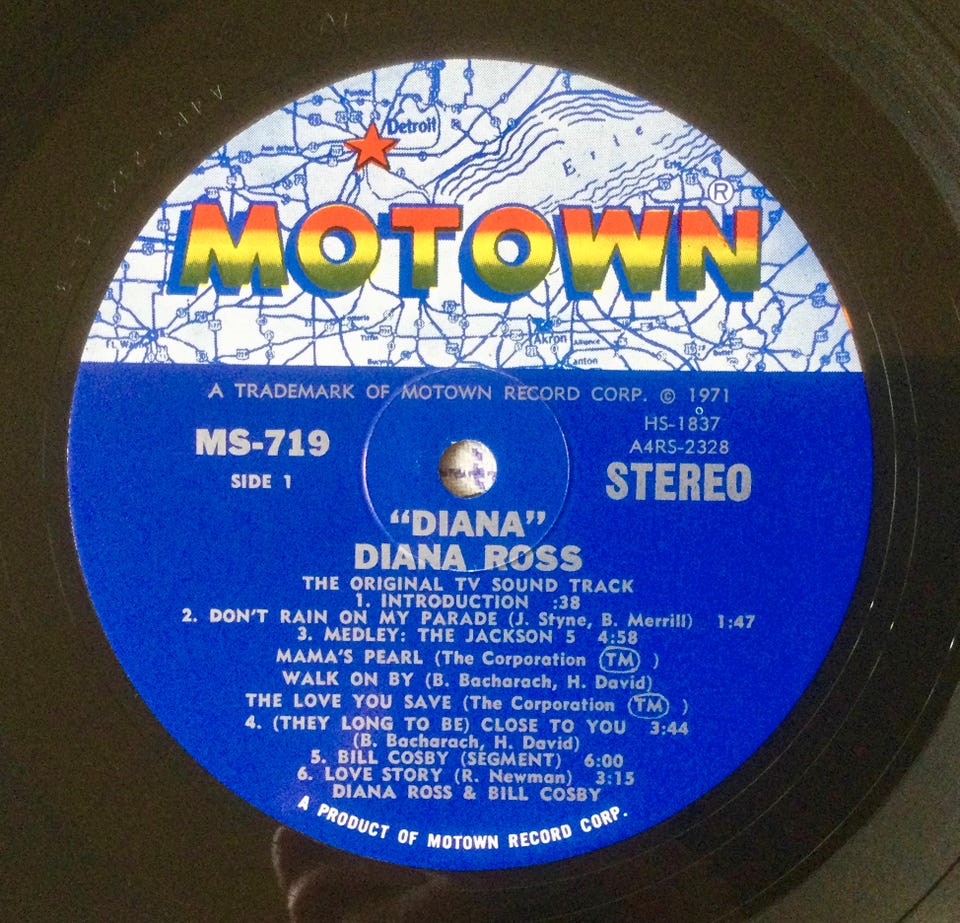 Detroit
Ann Arbor
Erie
Erie
®
MOTOWN
Akron
Alliance
anton
A TRADEMARK OF MOTOWN RECORD CORP. © 1971
HS-1837
MS-719
A4RS-2328
SIDE 1
STEREO
“DIANA”
DIANA ROSS
THE ORIGINAL TV SOUND TRACK
1. INTRODUCTION :38
2. DON'T RAIN ON MY PARADE (J. Styne, B. Merrill) 1:47
3. MEDLEY: THE JACKSON 5 4:58
MAMA'S PEARL (The Corporation TM )
WALK ON BY (B. Bacharach, H. David)
THE LOVE YOU SAVE (The Corporation TM )
4. (THEY LONG TO BE) CLOSE TO YOU 3:44
(B. Bacharach, H. David)
5. BILL COSBY (SEGMENT) 6:00
6. LOVE STORY (R. Newman) 3:15
DIANA ROSS & BILL COSBY
A PRODUCT OF MOTOWN RECORD CORP.